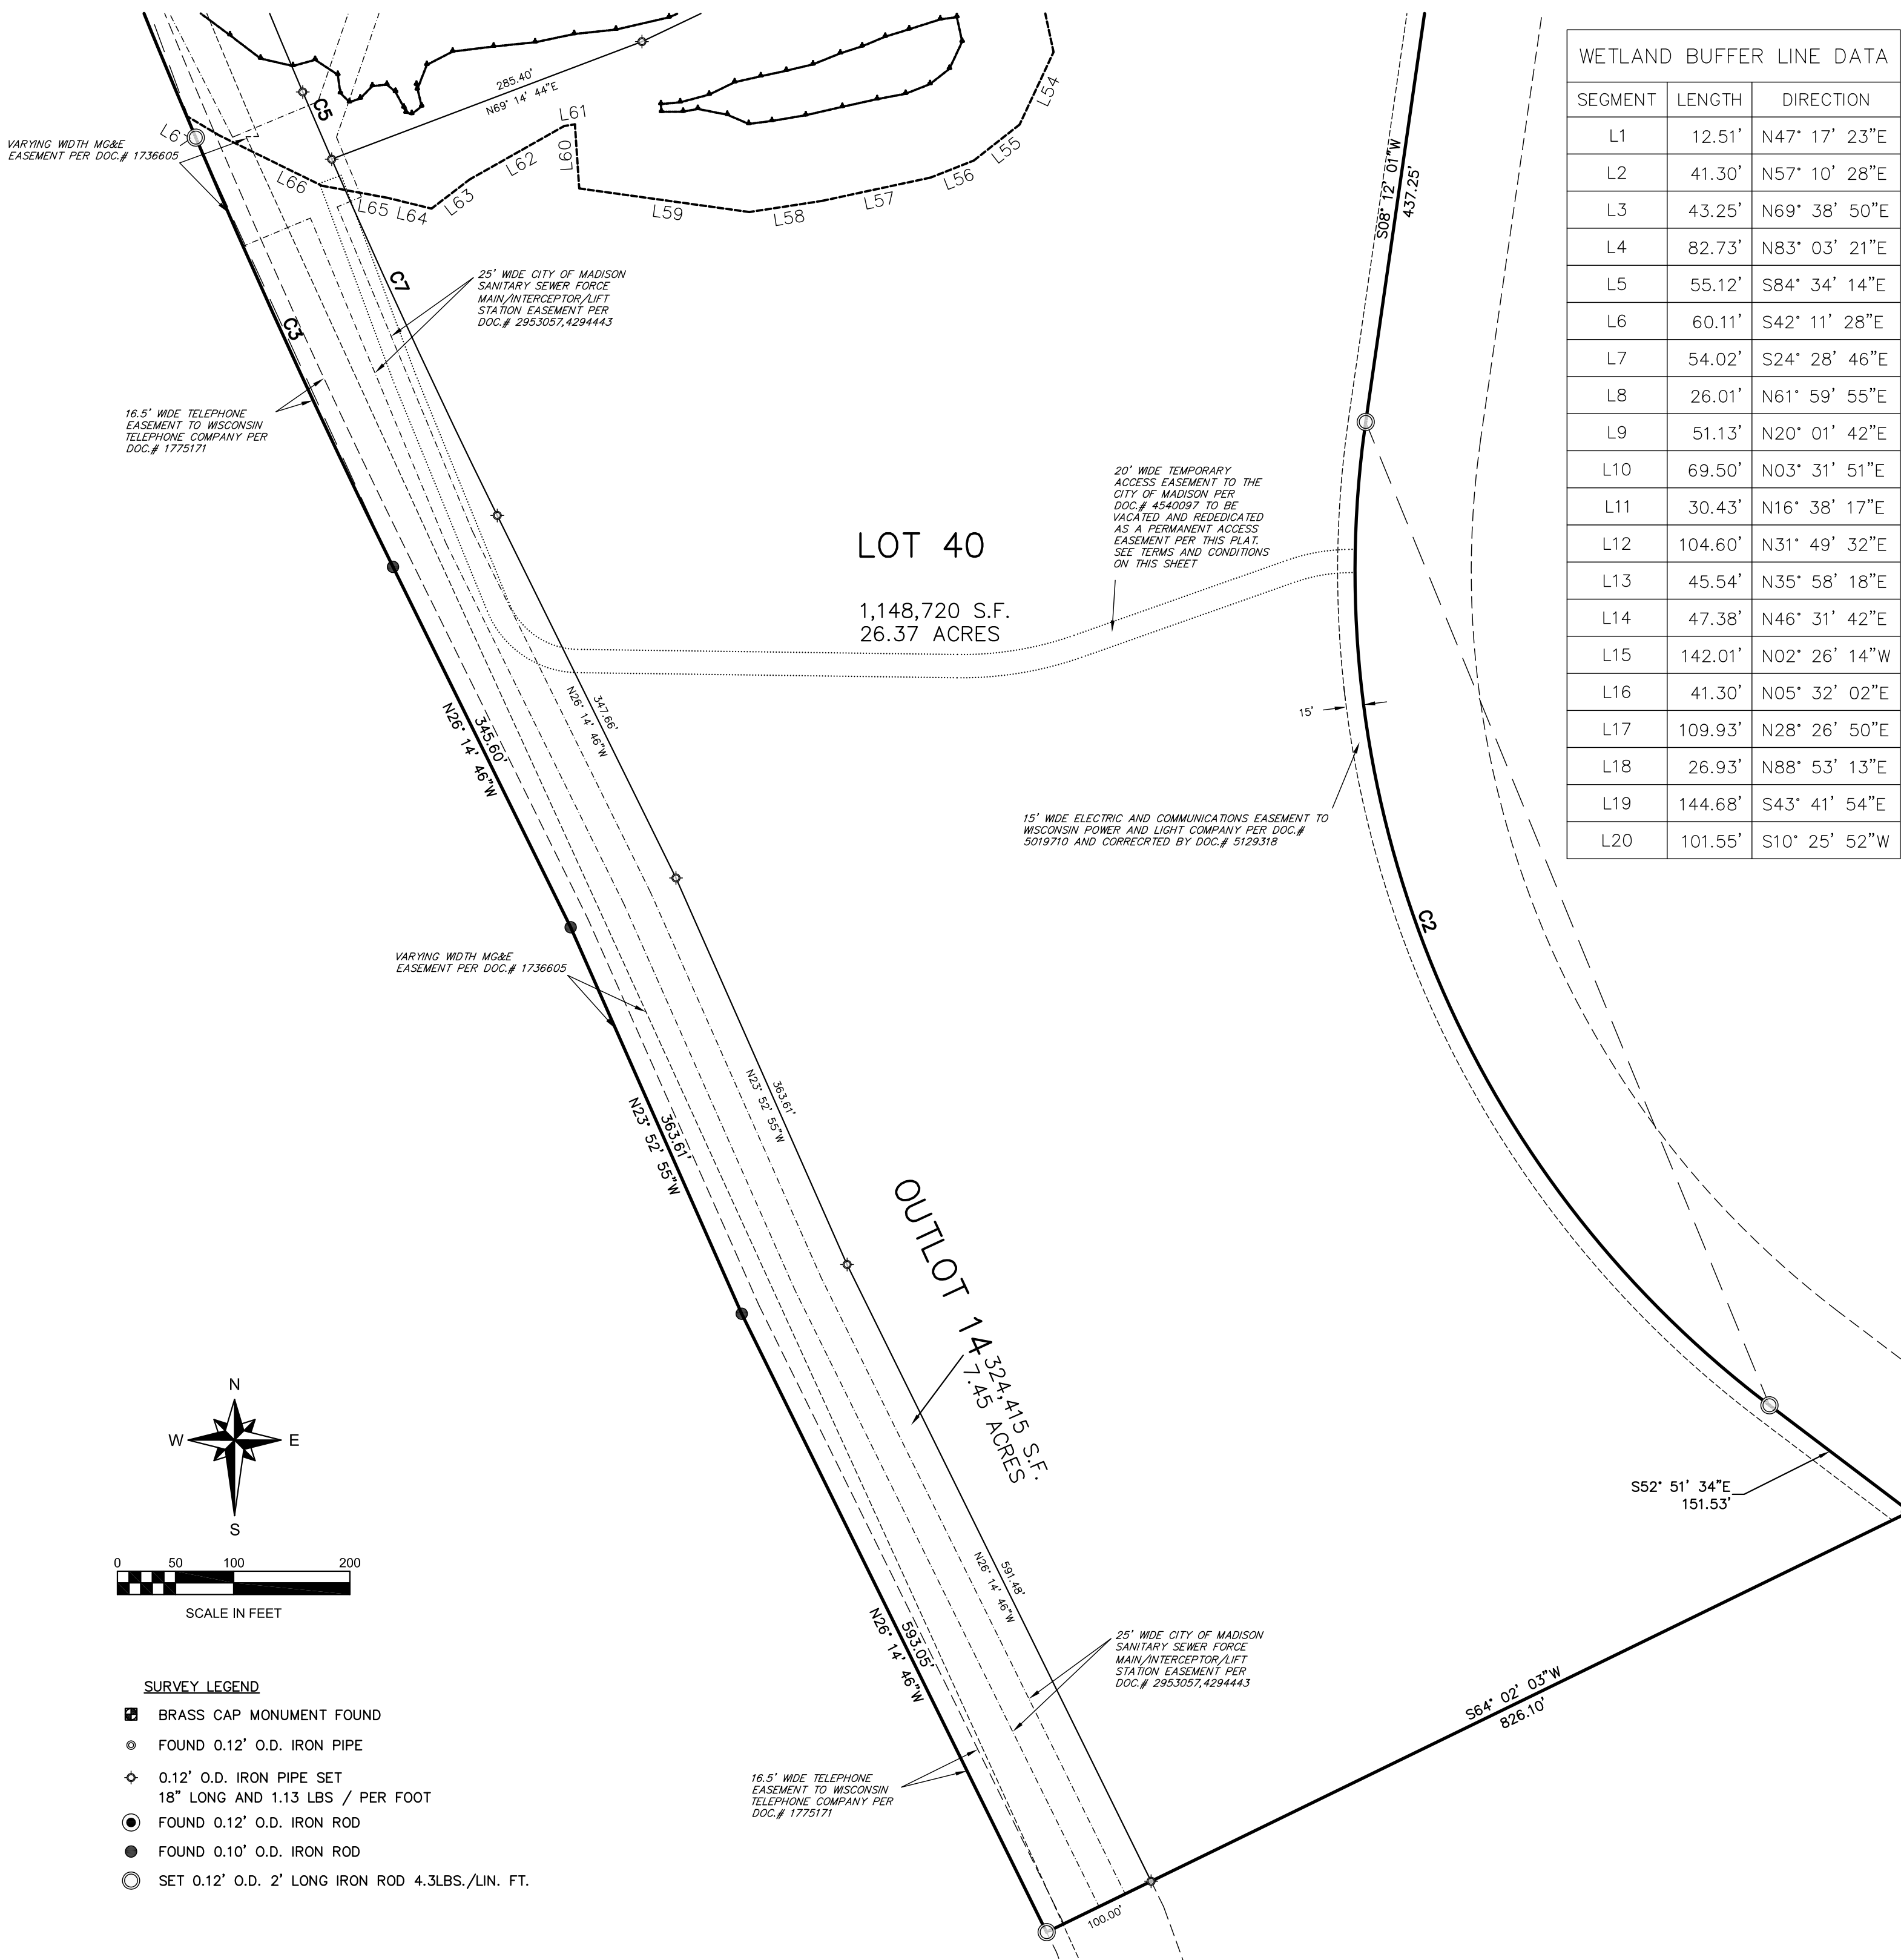 WETLAND BUFFER LINE DATA
SEGMENT LENGTH DIRECTION
L1 12.51' N47° 17' 23"E
L2 41.30' N57° 10' 28"E
L3 43.25' N69° 38' 50"E
L4 82.73' N83° 03' 21"E
L5 55.12' S84° 34' 14"E
L6 60.11' S42° 11' 28"E
L7 54.02' S24° 28' 46"E
L8 26.01' N61° 59' 55"E
L9 51.13' N20° 01' 42"E
L10 69.50' N03° 31' 51"E
L11 30.43' N16° 38' 17"E
L12 104.60' N31° 49' 32"E
L13 45.54' N35° 58' 18"E
L14 47.38' N46° 31' 42"E
L15 142.01' N02° 26' 14"W
L16 41.30' N05° 32' 02"E
L17 109.93' N28° 26' 50"E
L18 26.93' N88° 53' 13"E
L19 144.68' S43° 41' 54"E
L20 101.55' S10° 25' 52"W
VARYING WIDTH MG&E
EASEMENT PER DOC.# 1736605
C5
285.40'
N69° 14' 44"E
L61
L60
L62
L63
L64
L65
L66
L59
L58
L57
L56
L55
L54
S08° 12' 01"W
437.25'
C7
C3
25' WIDE CITY OF MADISON
SANITARY SEWER FORCE
MAIN/INTERCEPTOR/LIFT
STATION EASEMENT PER
DOC.# 2953057,4294443
16.5' WIDE TELEPHONE
EASEMENT TO WISCONSIN
TELEPHONE COMPANY PER
DOC.# 1775171
LOT 40
1,148,720 S.F.
26.37 ACRES
20' WIDE TEMPORARY
ACCESS EASEMENT TO THE
CITY OF MADISON PER
DOC.# 4540097 TO BE
VACATED AND REDEDICATED
AS A PERMANENT ACCESS
EASEMENT PER THIS PLAT.
SEE TERMS AND CONDITIONS
ON THIS SHEET
347.66'
N26° 14' 46"W
345.60'
N26° 14' 46"W
15'
15' WIDE ELECTRIC AND COMMUNICATIONS EASEMENT TO
WISCONSIN POWER AND LIGHT COMPANY PER DOC.#
5019710 AND CORRECRTED BY DOC.# 5129318
C2
VARYING WIDTH MG&E
EASEMENT PER DOC.# 1736605
363.61'
N23° 52' 55"W
363.61'
N23° 52' 55"W
OUTLOT 14
324,415 S.F.
7.45 ACRES
S52° 51' 34"E
151.53'
591.48'
N26° 14' 46"W
593.05'
N26° 14' 46"W
25' WIDE CITY OF MADISON
SANITARY SEWER FORCE
MAIN/INTERCEPTOR/LIFT
STATION EASEMENT PER
DOC.# 2953057,4294443
16.5' WIDE TELEPHONE
EASEMENT TO WISCONSIN
TELEPHONE COMPANY PER
DOC.# 1775171
S64° 02' 03"W
826.10'
100.00'
N
W E
S
0 50 100 200
SCALE IN FEET
SURVEY LEGEND
BRASS CAP MONUMENT FOUND
FOUND 0.12' O.D. IRON PIPE
0.12' O.D. IRON PIPE SET
18" LONG AND 1.13 LBS / PER FOOT
FOUND 0.12' O.D. IRON ROD
FOUND 0.10' O.D. IRON ROD
SET 0.12' O.D. 2' LONG IRON ROD 4.3LBS./LIN. FT.